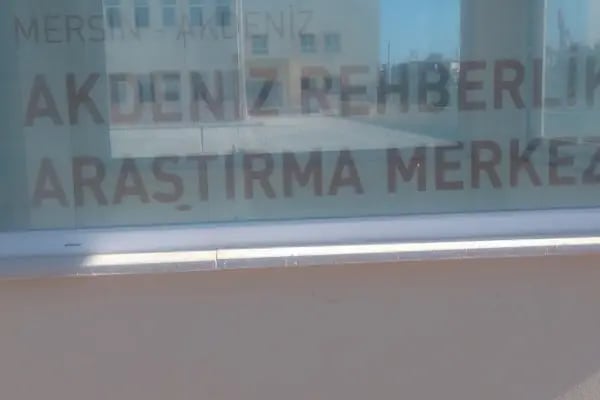 MERSİN - AKDENİZ
AKDENİZ REHBERLİK
ARAŞTIRMA MERKEZ